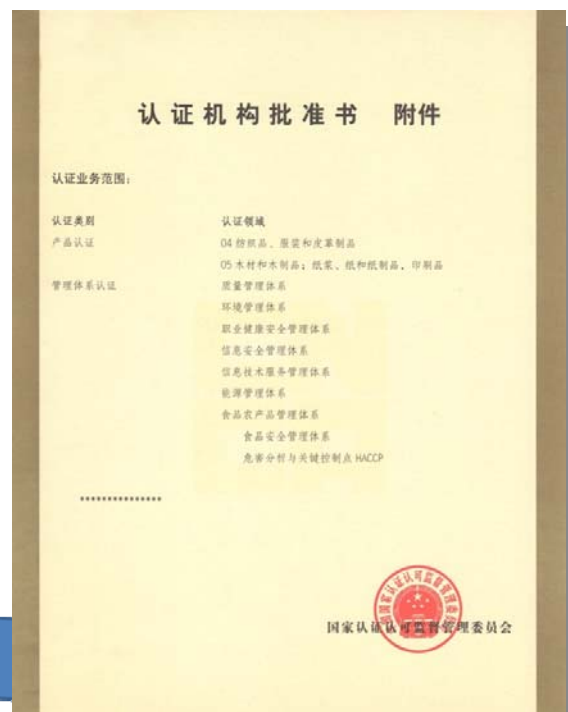 认证机构批准书 附件
认证业务范围：
认证类别 认证领域
产品认证 04 纺织品、服装和皮革制品
05 木材和木制品；纸浆、纸和纸制品，印刷品
管理体系认证 质量管理体系
环境管理体系
职业健康安全管理体系
信息安全管理体系
信息技术服务管理体系
能源管理体系
食品农产品管理体系
食品安全管理体系
危害分析与关键控制点 HACCP
***************
国家认证认可监督管理委员会